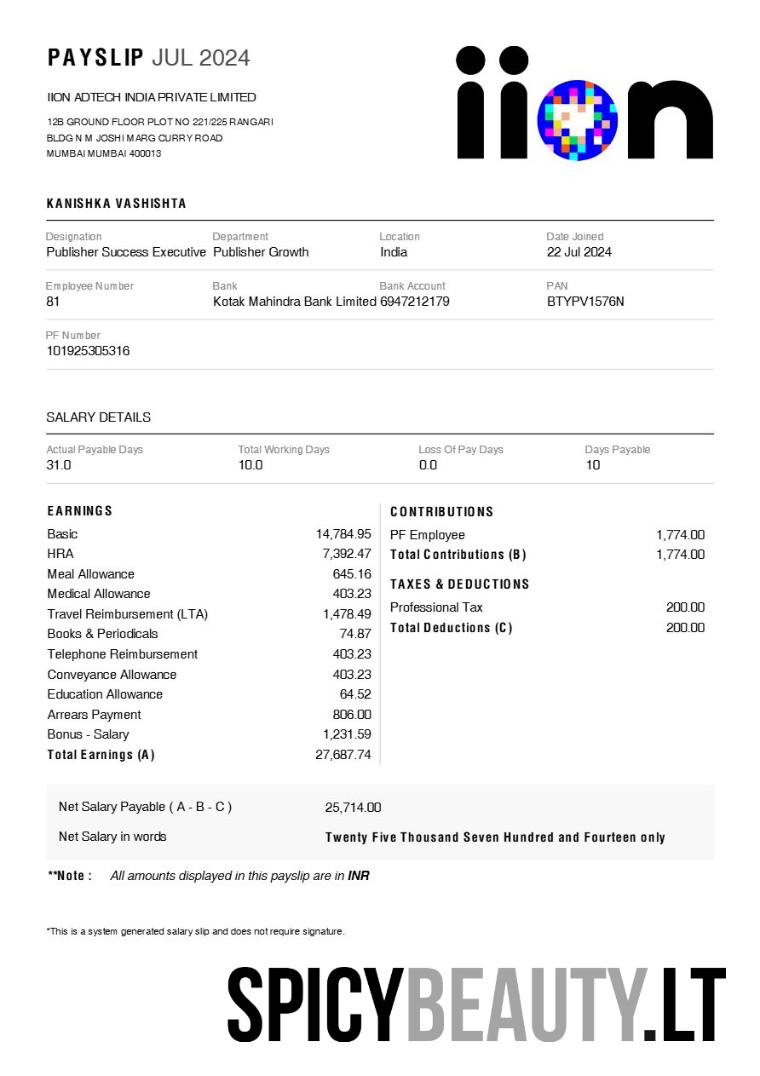 PAYSLIP JUL 2024
iion
IION ADTECH INDIA PRIVATE LIMITED
12B GROUND FLOOR PLOT NO 221/225 RANGARI
BLDG N M JOSHI MARG CURRY ROAD
MUMBAI MUMBAI 400013
KANISHKA VASHISHTA
Designation Department Location Date Joined
Publisher Success Executive Publisher Growth India 22 Jul 2024
Employee Number Bank Bank Account PAN
81 Kotak Mahindra Bank Limited 6947212179 BTYPV1576N
PF Number
101925305316
SALARY DETAILS
Actual Payable Days Total Working Days Loss Of Pay Days Days Payable
31.0 10.0 0.0 10
EARNINGS
Basic 14,784.95
HRA 7,392.47
Meal Allowance 645.16
Medical Allowance 403.23
Travel Reimbursement (LTA) 1,478.49
Books & Periodicals 74.87
Telephone Reimbursement 403.23
Conveyance Allowance 403.23
Education Allowance 64.52
Arrears Payment 806.00
Bonus - Salary 1,231.59
Total Earnings (A) 27,687.74
CONTRIBUTIONS
PF Employee 1,774.00
Total Contributions (B) 1,774.00
TAXES & DEDUCTIONS
Professional Tax 200.00
Total Deductions (C) 200.00
Net Salary Payable ( A - B - C ) 25,714.00
Net Salary in words Twenty Five Thousand Seven Hundred and Fourteen only
**Note : All amounts displayed in this payslip are in INR
*This is a system generated salary slip and does not require signature.
SPICYBEAUTY.LT